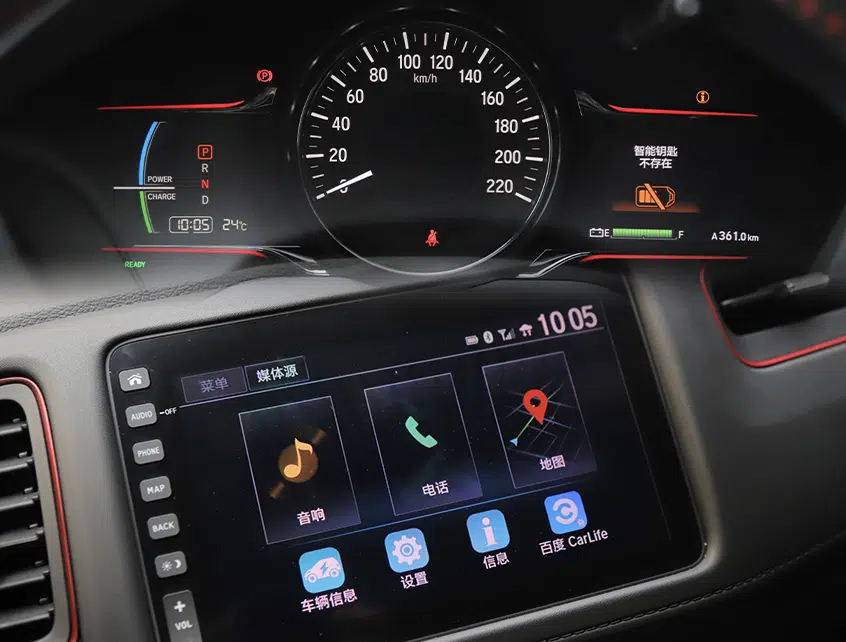 100
120
80
140
km/h
60
160
40
180
20
200
0
220
P
R
N
D
POWER
CHARGE
10:05
24°C
READY
智能钥匙
不存在
E
F
A 361.0 km
10 05
菜单
媒体源
AUDIO
OFF
PHONE
MAP
BACK
+
VOL
音响
电话
地图
车辆信息
设置
信息
百度 CarLife